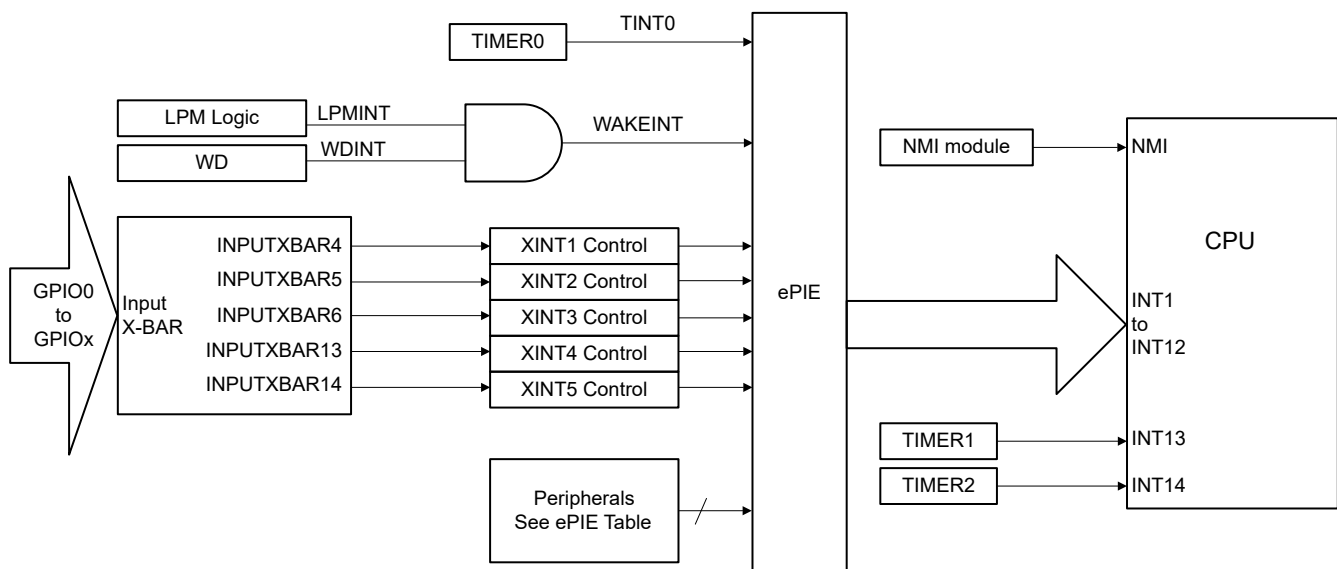 TIMER0
TINT0
LPM Logic
LPMINT
WD
WDINT
WAKEINT
GPIO0
to
GPIOx
Input
X-BAR
INPUTXBAR4
INPUTXBAR5
INPUTXBAR6
INPUTXBAR13
INPUTXBAR14
XINT1 Control
XINT2 Control
XINT3 Control
XINT4 Control
XINT5 Control
Peripherals
See ePIE Table
ePIE
NMI module
NMI
CPU
INT1
to
INT12
TIMER1
INT13
TIMER2
INT14